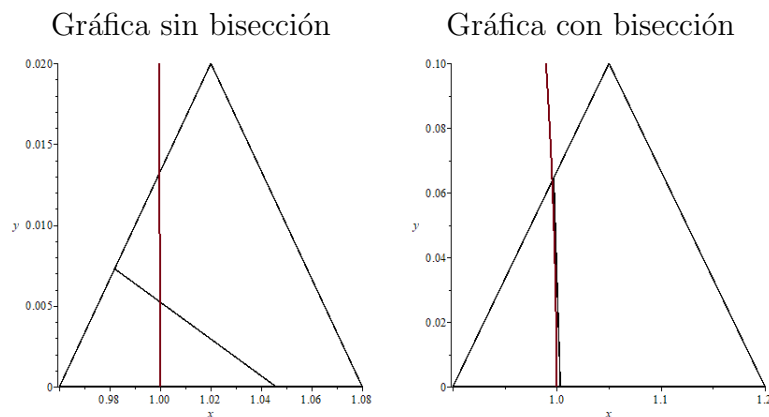 Gráfica sin bisección
0.020
0.015
y 0.010
0.005
0
0.98 1.00 1.02 1.04 1.06 1.08
x
Gráfica con bisección
0.10
0.08
0.06
y
0.04
0.02
0
1.0 1.1 1.2
x